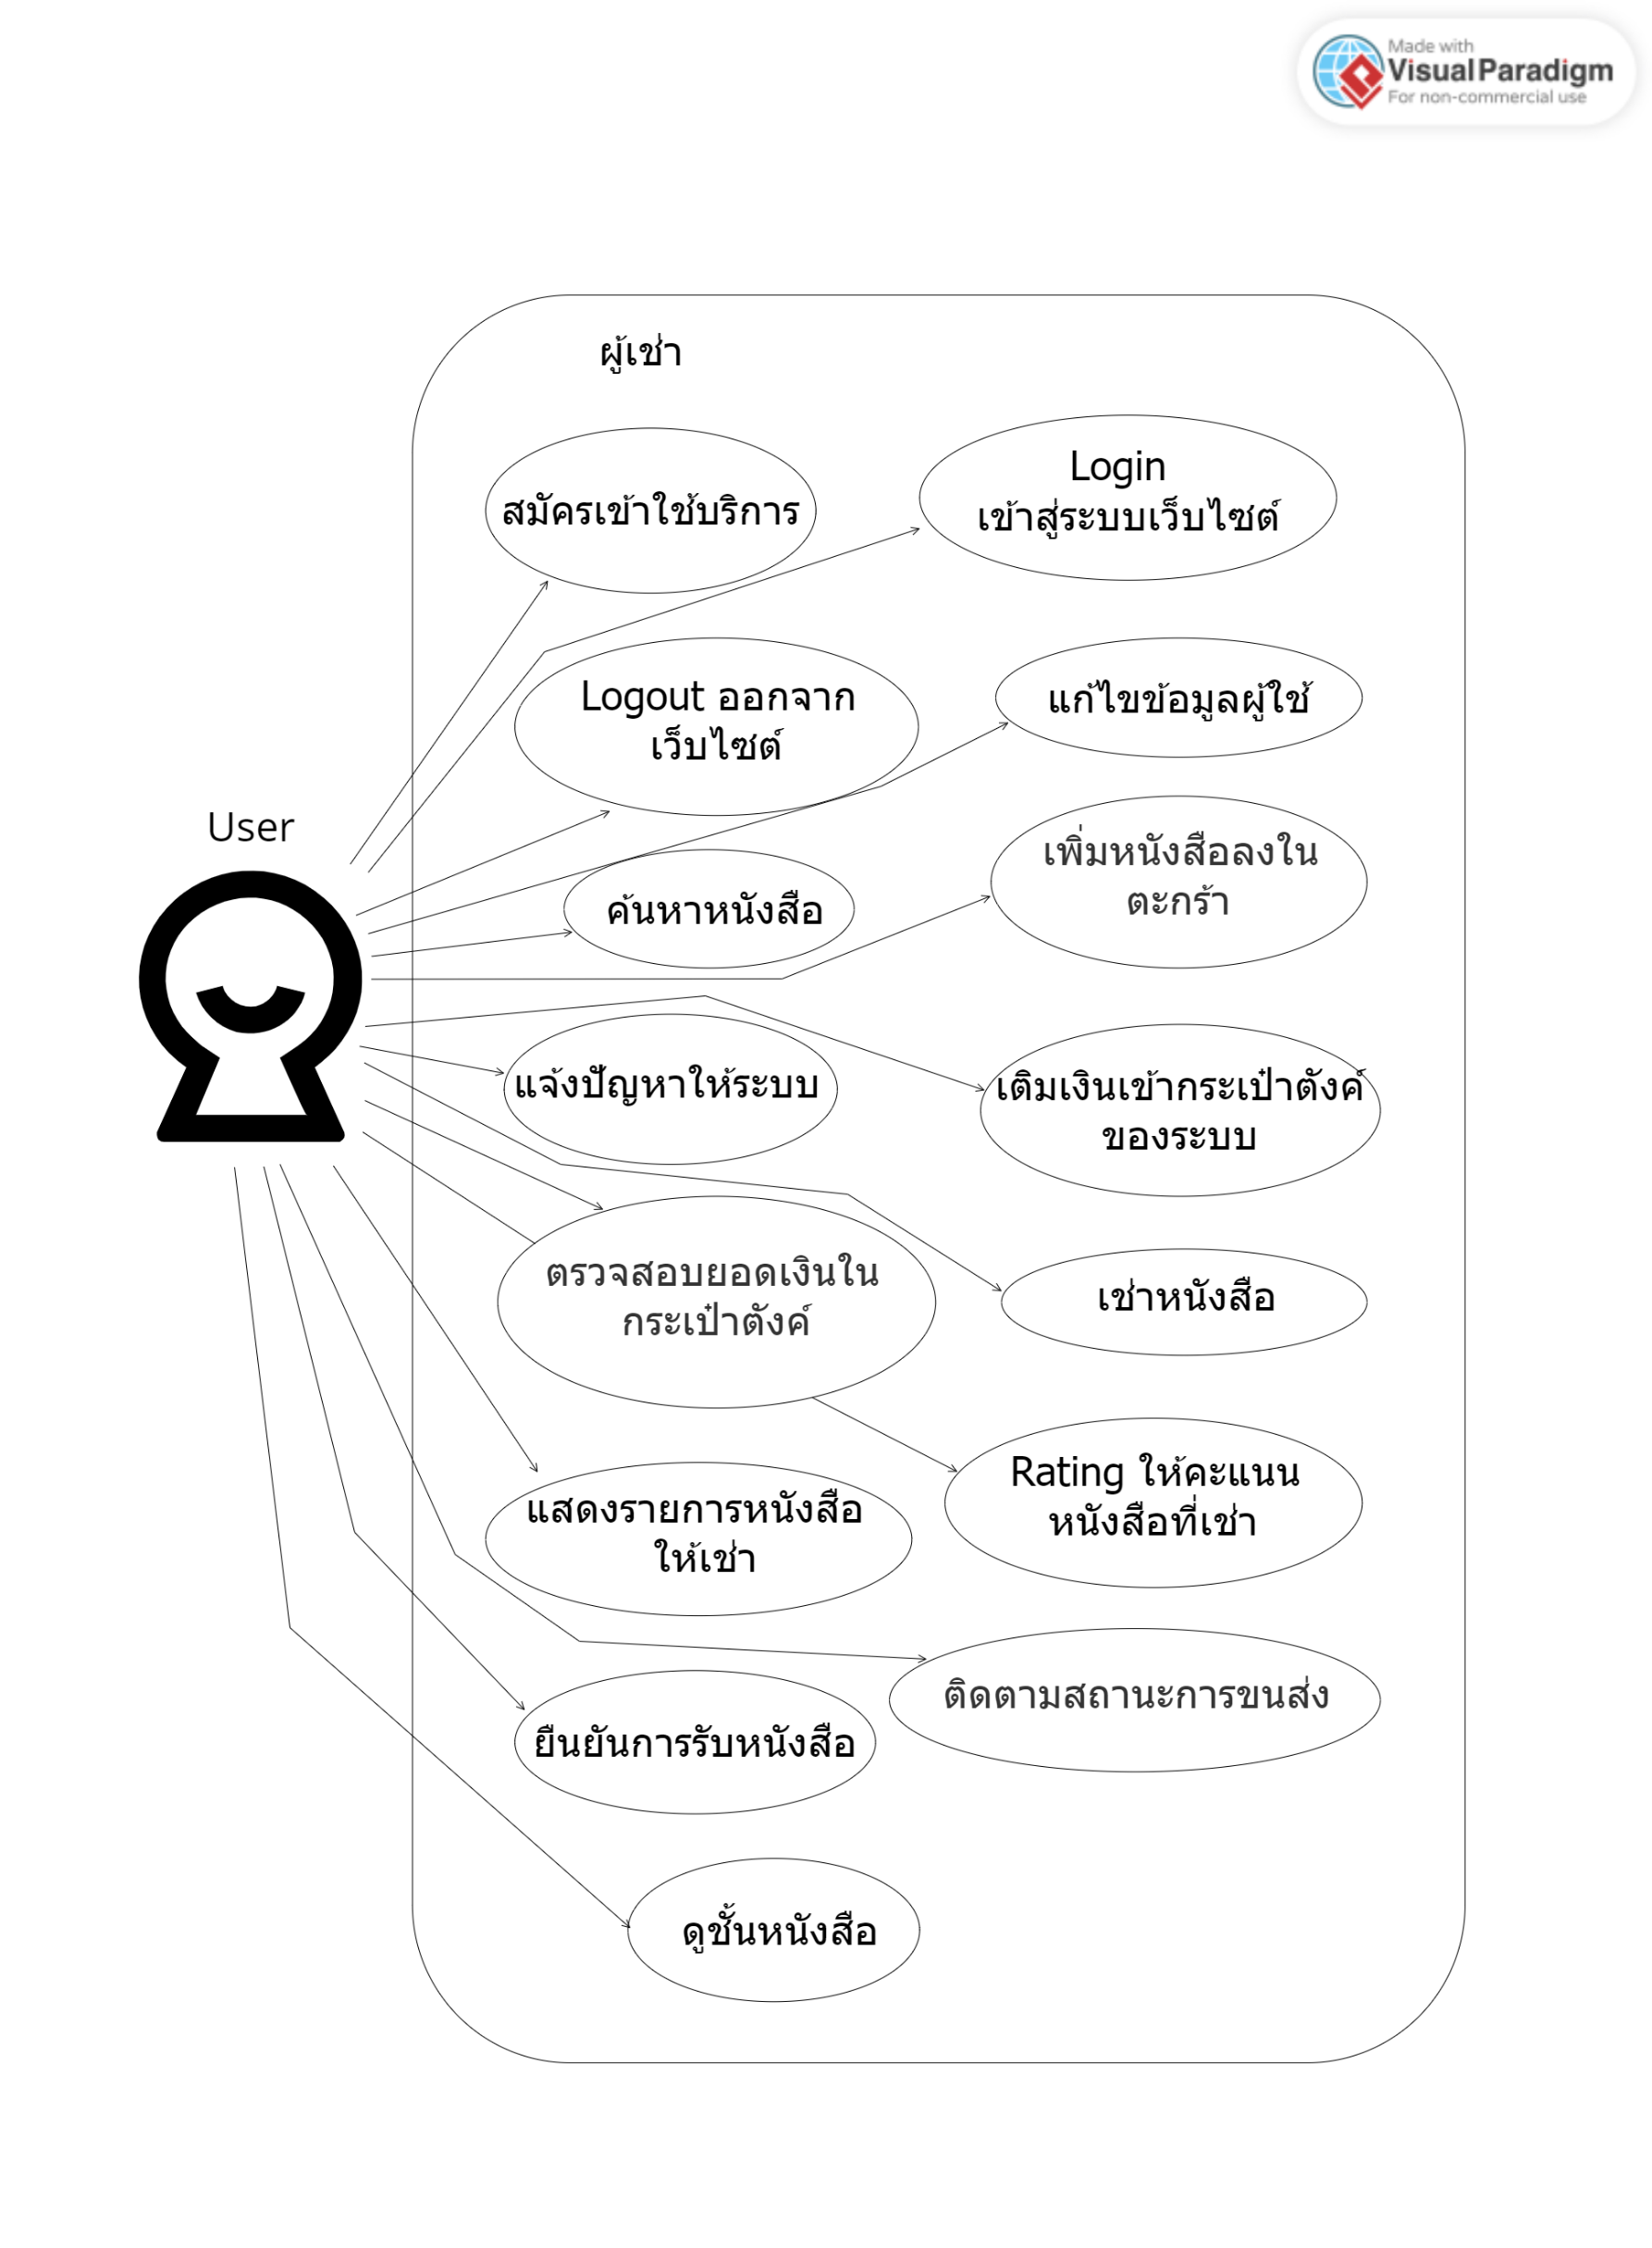 Made with
Visual Paradigm
For non-commercial use
ผู้เช่า
สมัครเข้าใช้บริการ
Login
เข้าสู่ระบบเว็บไซต์
Logout ออกจาก
เว็บไซต์
แก้ไขข้อมูลผู้ใช้
User
เพิ่มหนังสือลงใน
ตะกร้า
ค้นหาหนังสือ
แจ้งปัญหาให้ระบบ
เติมเงินเข้ากระเป๋าตังค์
ของระบบ
ตรวจสอบยอดเงินใน
กระเป๋าตังค์
เช่าหนังสือ
Rating ให้คะแนน
หนังสือที่เช่า
แสดงรายการหนังสือ
ให้เช่า
ติดตามสถานะการขนส่ง
ยืนยันการรับหนังสือ
ดูชั้นหนังสือ